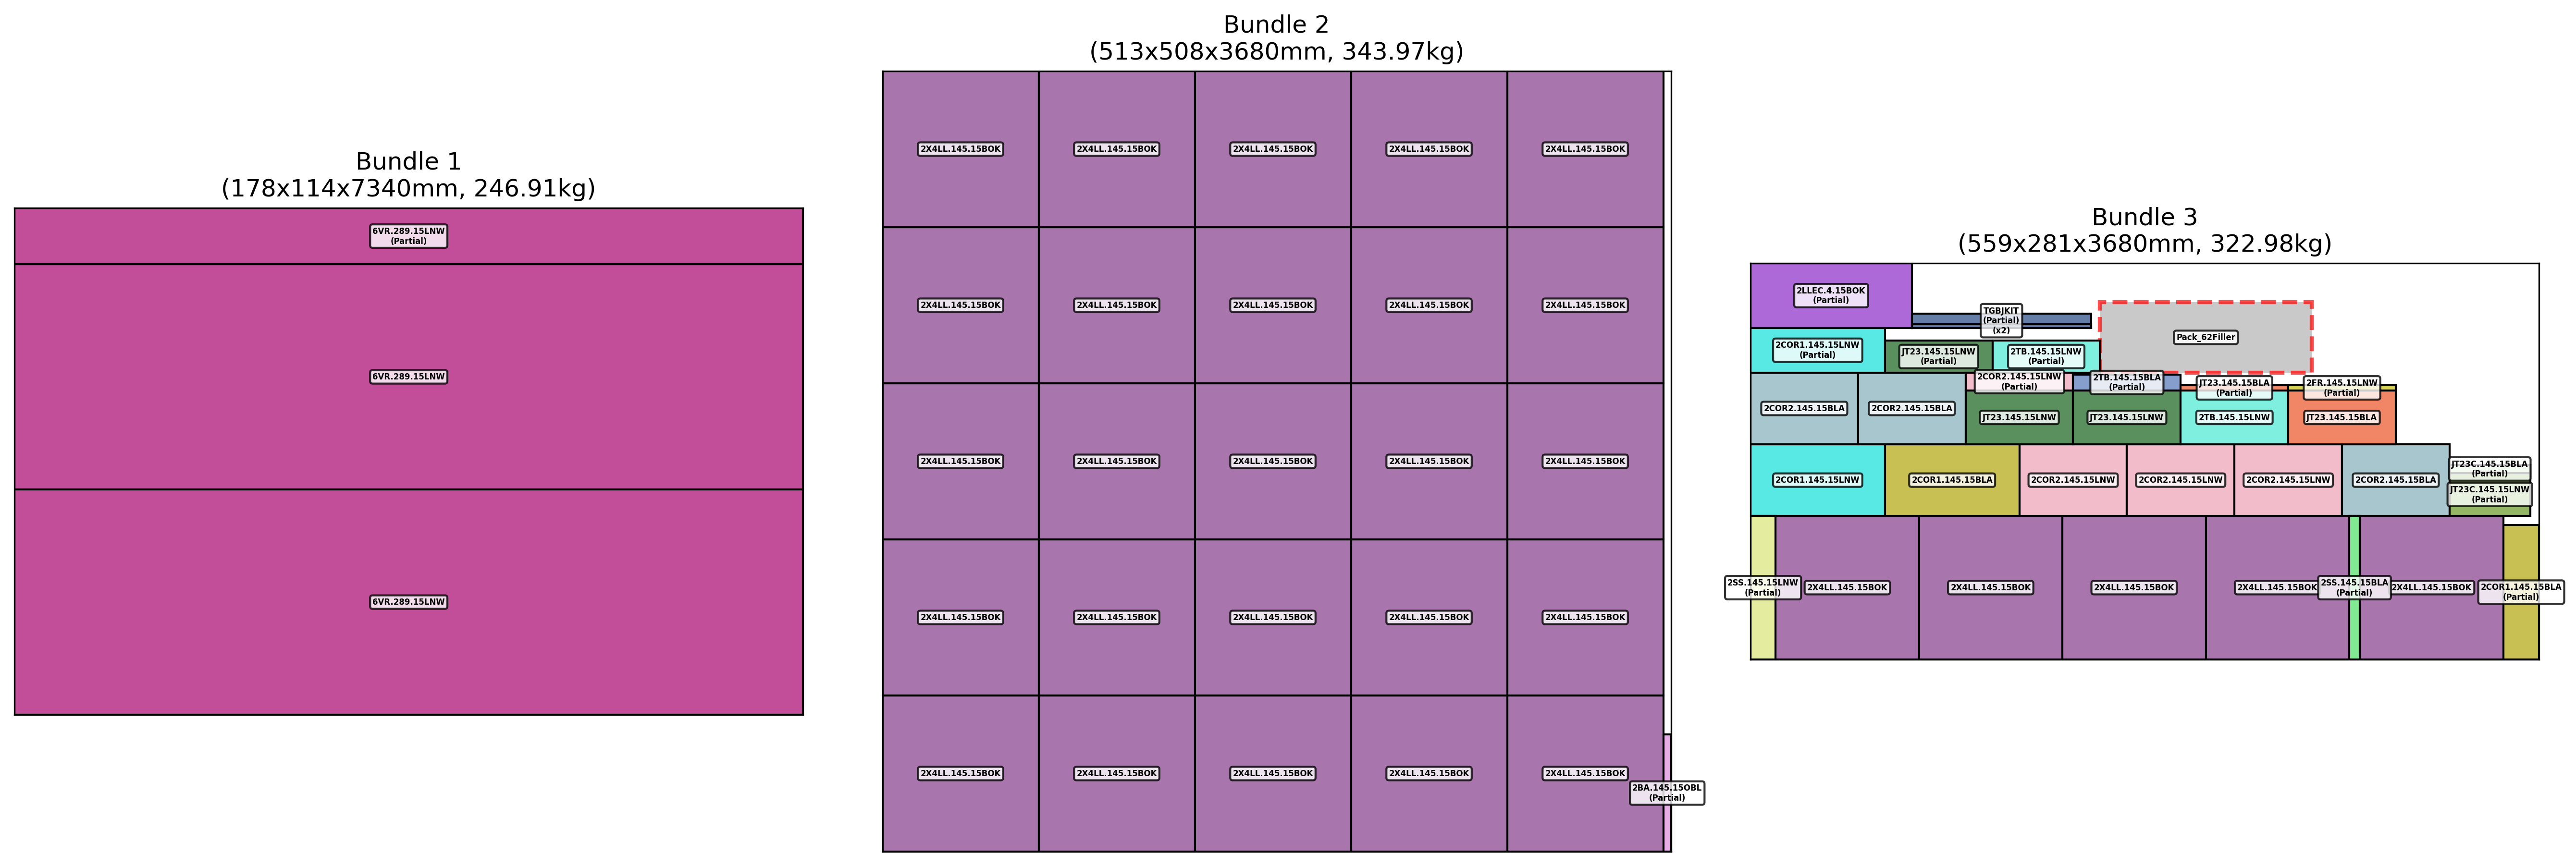 Bundle 1
(178x114x7340mm, 246.91kg)
6VR.289.15LNW
(Partial)
6VR.289.15LNW
6VR.289.15LNW
Bundle 2
(513x508x3680mm, 343.97kg)
2X4LL.145.15BOK 2X4LL.145.15BOK 2X4LL.145.15BOK 2X4LL.145.15BOK 2X4LL.145.15BOK
2X4LL.145.15BOK 2X4LL.145.15BOK 2X4LL.145.15BOK 2X4LL.145.15BOK 2X4LL.145.15BOK
2X4LL.145.15BOK 2X4LL.145.15BOK 2X4LL.145.15BOK 2X4LL.145.15BOK 2X4LL.145.15BOK
2X4LL.145.15BOK 2X4LL.145.15BOK 2X4LL.145.15BOK 2X4LL.145.15BOK 2X4LL.145.15BOK
2X4LL.145.15BOK 2X4LL.145.15BOK 2X4LL.145.15BOK 2X4LL.145.15BOK 2X4LL.145.15BOK
2BA.145.15OBL
(Partial)
Bundle 3
(559x281x3680mm, 322.98kg)
2LLEC.4.15BOK
(Partial)
TGBJKIT
(Partial)
(x2)
Pack_62Filler
2COR1.145.15LNW
(Partial)
JT23.145.15LNW
(Partial)
2TB.145.15LNW
(Partial)
2COR2.145.15LNW
(Partial)
2TB.145.15BLA
(Partial)
JT23.145.15BLA
(Partial)
2FR.145.15LNW
(Partial)
2COR2.145.15BLA 2COR2.145.15BLA JT23.145.15LNW JT23.145.15LNW 2TB.145.15LNW JT23.145.15BLA
JT23C.145.15BLA
(Partial)
2COR1.145.15LNW 2COR1.145.15BLA 2COR2.145.15LNW 2COR2.145.15LNW 2COR2.145.15LNW 2COR2.145.15BLA
JT23C.145.15LNW
(Partial)
2SS.145.15LNW
(Partial)
2X4LL.145.15BOK 2X4LL.145.15BOK 2X4LL.145.15BOK 2X4LL.145.15BOK
2SS.145.15BLA
(Partial)
2X4LL.145.15BOK
2COR1.145.15BLA
(Partial)